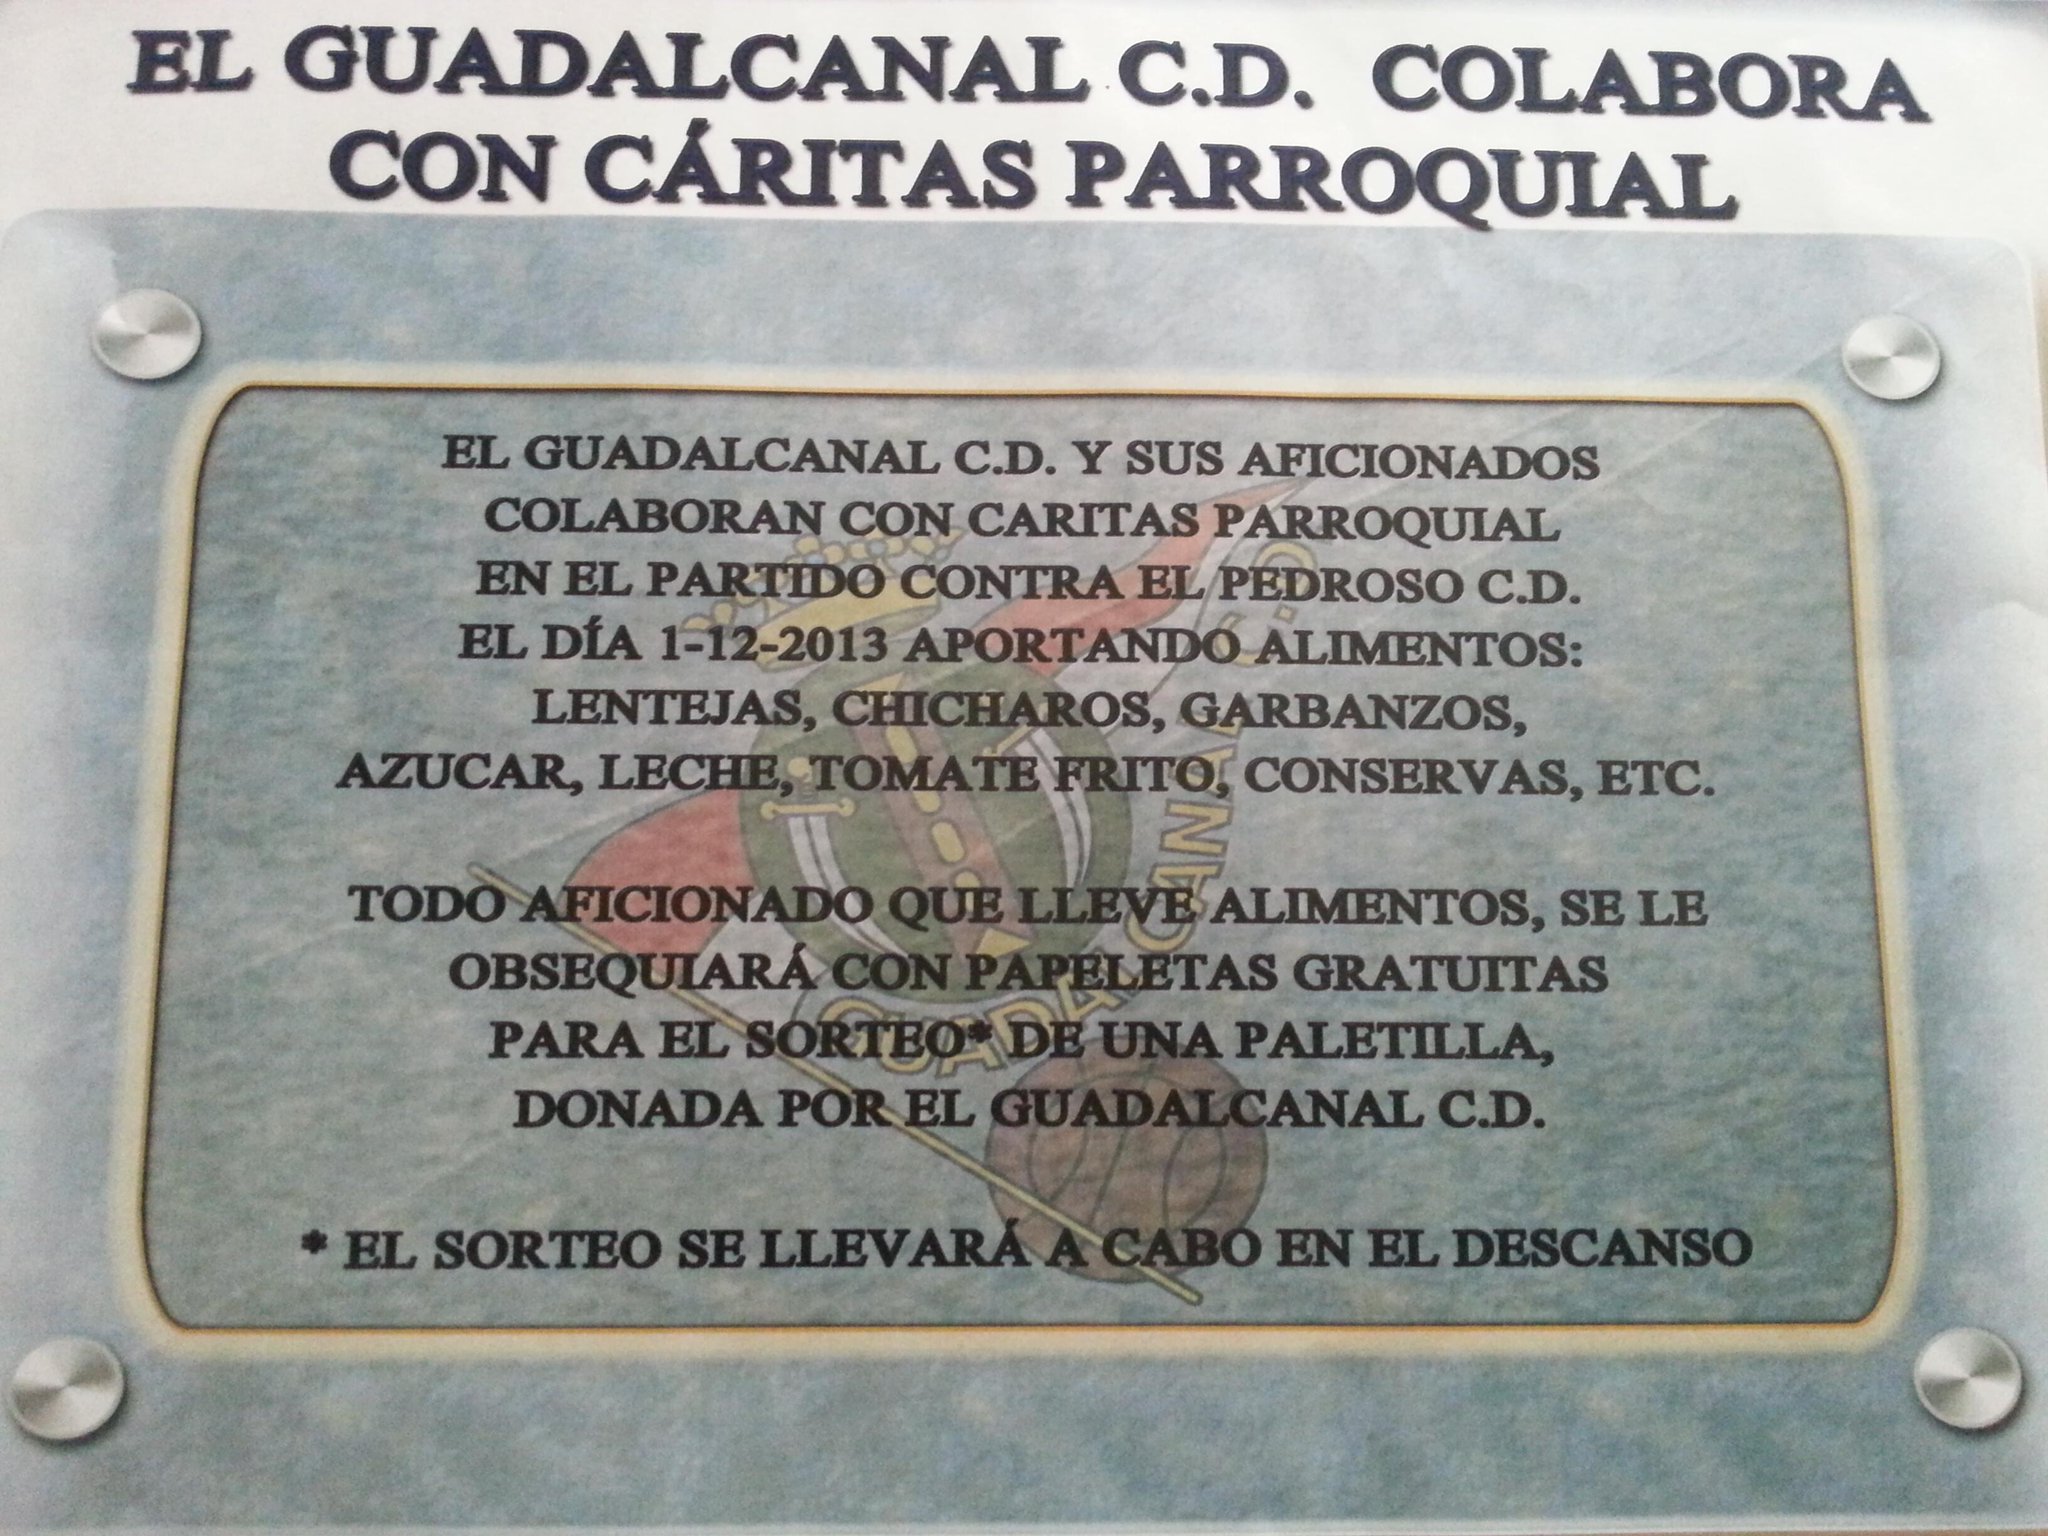 EL GUADALCANAL C.D. COLABORA
CON CÁRITAS PARROQUIAL
EL GUADALCANAL C.D. Y SUS AFICIONADOS
COLABORAN CON CARITAS PARROQUIAL
EN EL PARTIDO CONTRA EL PEDROSO C.D.
EL DÍA 1-12-2013 APORTANDO ALIMENTOS:
LENTEJAS, CHICHAROS, GARBANZOS,
AZUCAR, LECHE, TOMATE FRITO, CONSERVAS, ETC.
TODO AFICIONADO QUE LLEVE ALIMENTOS, SE LE
OBSEQUIARÁ CON PAPELETAS GRATUITAS
PARA EL SORTEO* DE UNA PALETILLA,
DONADA POR EL GUADALCANAL C.D.
* EL SORTEO SE LLEVARÁ A CABO EN EL DESCANSO
GUADALCANAL C.D